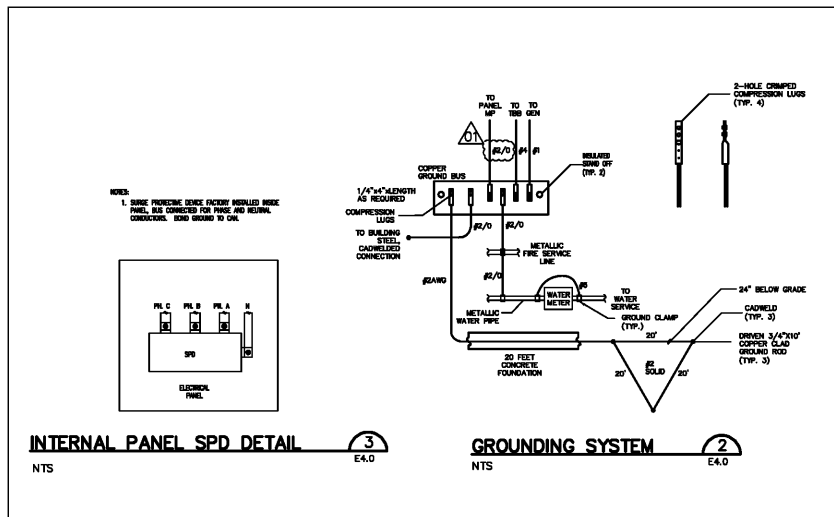 NOTES:
1. SURGE PROTECTIVE DEVICE FACTORY INSTALLED INSIDE
PANEL, BUS CONNECTED FOR PHASE AND NEUTRAL
CONDUCTORS. BOND GROUND TO CAN.
PH. C
PH. B
PH. A
N
SPD
ELECTRICAL
PANEL
INTERNAL PANEL SPD DETAIL
3
E4.0
NTS
TO
PANEL
MP
TO
TBB
TO
GEN
01
#2/0
#4
#1
COPPER
GROUND BUS
1/4"x4"xLENGTH
AS REQUIRED
COMPRESSION
LUGS
INSULATED
STAND OFF
(TYP. 2)
TO BUILDING
STEEL,
CADWELDED
CONNECTION
#2/0
#2/0
METALLIC
FIRE SERVICE
LINE
#2AWG
#2/0
WATER
METER
TO
WATER
SERVICE
METALLIC
WATER PIPE
GROUND CLAMP
(TYP.)
20 FEET
CONCRETE
FOUNDATION
2-HOLE CRIMPED
COMPRESSION LUGS
(TYP. 4)
24" BELOW GRADE
CADWELD
(TYP. 3)
DRIVEN 3/4"X10'
COPPER CLAD
GROUND ROD
(TYP. 3)
20'
#2
SOLID
20'
20'
GROUNDING SYSTEM
2
E4.0
NTS